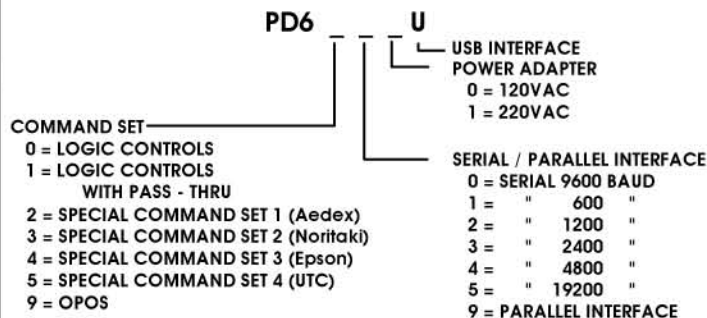 PD6 _ _ _ U
USB INTERFACE
POWER ADAPTER
0 = 120VAC
1 = 220VAC
COMMAND SET
0 = LOGIC CONTROLS
1 = LOGIC CONTROLS
WITH PASS - THRU
2 = SPECIAL COMMAND SET 1 (Aedex)
3 = SPECIAL COMMAND SET 2 (Noritaki)
4 = SPECIAL COMMAND SET 3 (Epson)
5 = SPECIAL COMMAND SET 4 (UTC)
9 = OPOS
SERIAL / PARALLEL INTERFACE
0 = SERIAL 9600 BAUD
1 = " 600 "
2 = " 1200 "
3 = " 2400 "
4 = " 4800 "
5 = " 19200 "
9 = PARALLEL INTERFACE